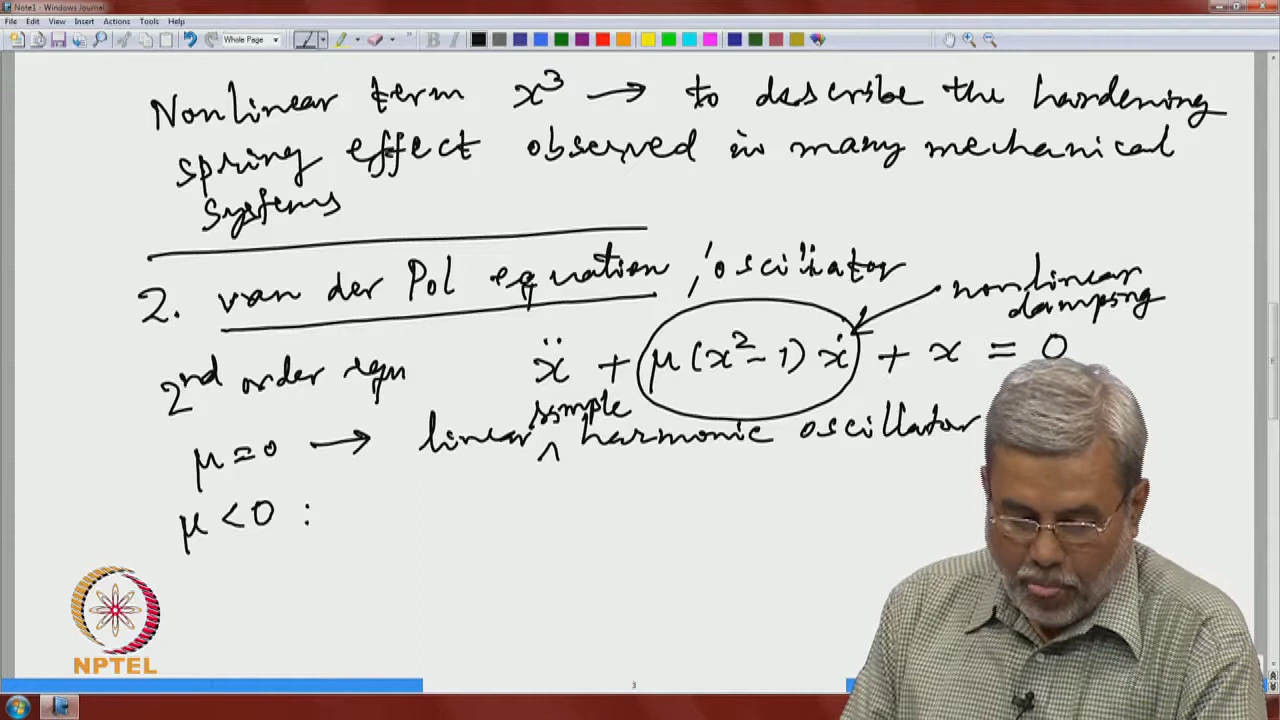 Note1 - Windows Journal
File Edit View Insert Actions Tools Help
Whole Page
Nonlinear term x³ → to describe the hardening
spring effect observed in many mechanical
systems
2. van der Pol equation / oscillator
nonlinear
damping
2nd order eqn ẍ + μ(x² - 1)ẋ + x = 0
simple
μ = 0 → linear ^ harmonic oscillator
μ < 0 :
NPTEL
3